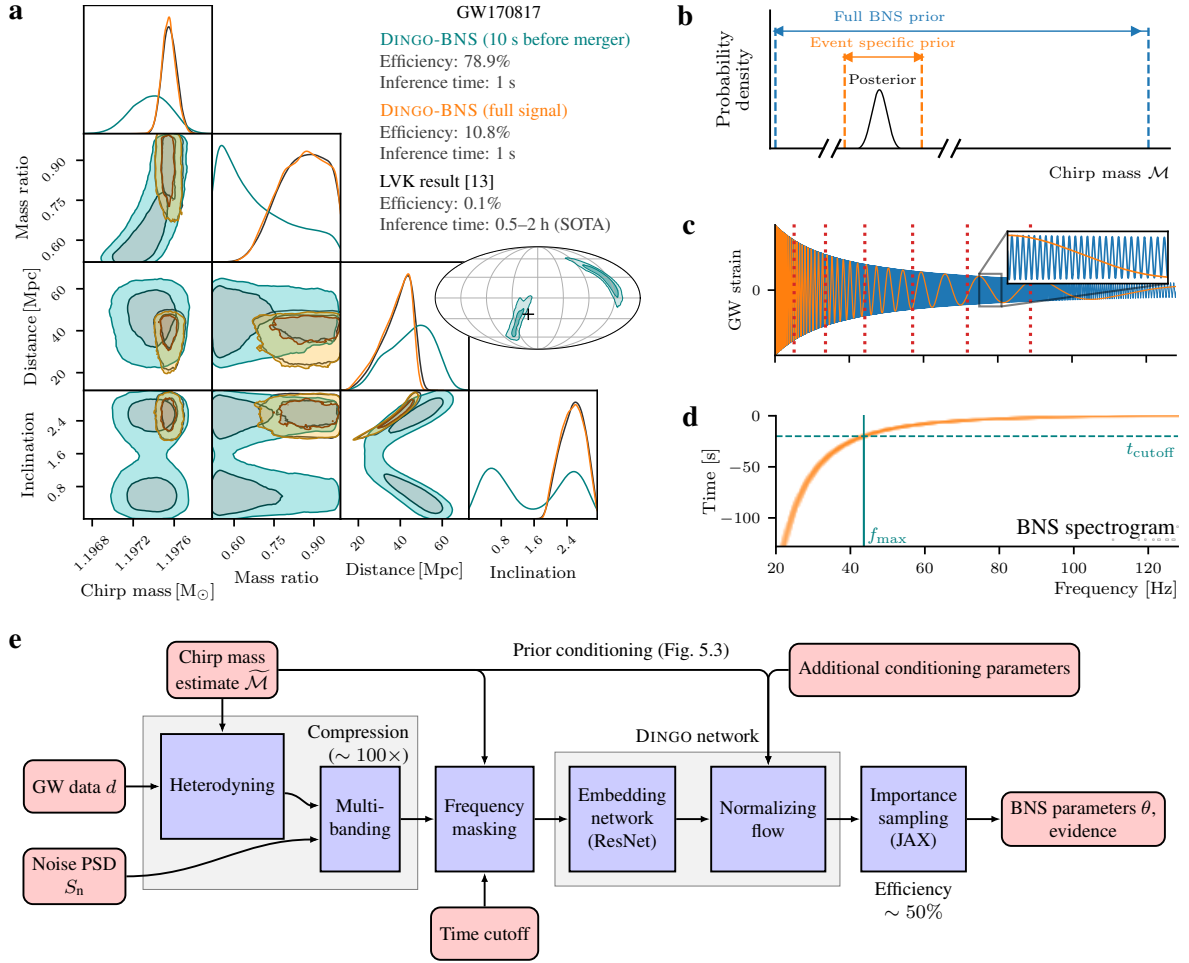 a
GW170817
DINGO-BNS (10 s before merger)
Efficiency: 78.9%
Inference time: 1 s
DINGO-BNS (full signal)
Efficiency: 10.8%
Inference time: 1 s
LVK result [13]
Efficiency: 0.1%
Inference time: 0.5–2 h (SOTA)
Mass ratio
0.90
0.75
0.60
Distance [Mpc]
60
40
20
Inclination
2.4
1.6
0.8
1.1968
1.1972
1.1976
Chirp mass [M☉]
0.60
0.75
0.90
Mass ratio
20
40
60
Distance [Mpc]
0.8
1.6
2.4
Inclination
b
Probability
density
Full BNS prior
Event specific prior
Posterior
Chirp mass ℳ
c
GW strain
0
d
Time [s]
0
−50
−100
t_cutoff
f_max
BNS spectrogram
20
40
60
80
100
120
Frequency [Hz]
e
Chirp mass
estimate ℳ̃
Prior conditioning (Fig. 5.3)
Additional conditioning parameters
Compression
(∼ 100×)
DINGO network
GW data d
Heterodyning
Multi-
banding
Frequency
masking
Embedding
network
(ResNet)
Normalizing
flow
Importance
sampling
(JAX)
BNS parameters θ,
evidence
Noise PSD
Sₙ
Time cutoff
Efficiency
∼ 50%